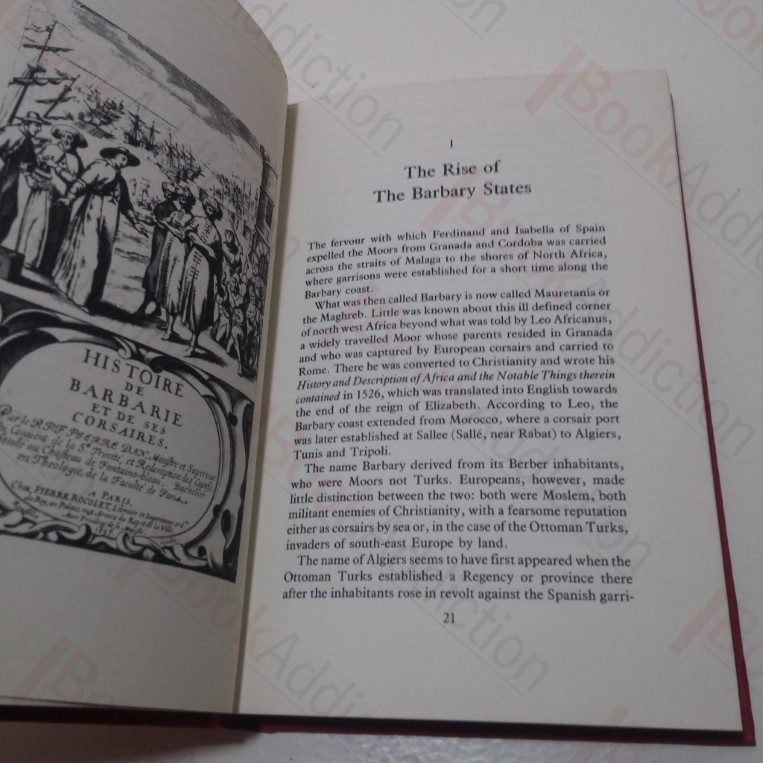 HISTOIRE
DE
BARBARIE
ET DE SES
CORSAIRES.
Par le R.P.F. PIERRE DAN
A PARIS,
Chez PIERRE ROCOLET,
I
The Rise of
The Barbary States
The fervour with which Ferdinand and Isabella of Spain
expelled the Moors from Granada and Cordoba was carried
across the straits of Malaga to the shores of North Africa,
where garrisons were established for a short time along the
Barbary coast.
What was then called Barbary is now called Mauretania or
the Maghreb. Little was known about this ill defined corner
of north west Africa beyond what was told by Leo Africanus,
a widely travelled Moor whose parents resided in Granada
and who was captured by European corsairs and carried to
Rome. There he was converted to Christianity and wrote his
History and Description of Africa and the Notable Things therein
contained in 1526, which was translated into English towards
the end of the reign of Elizabeth. According to Leo, the
Barbary coast extended from Morocco, where a corsair port
was later established at Sallee (Sallé, near Rabat) to Algiers,
Tunis and Tripoli.
The name Barbary derived from its Berber inhabitants,
who were Moors not Turks. Europeans, however, made
little distinction between the two: both were Moslem, both
militant enemies of Christianity, with a fearsome reputation
either as corsairs by sea or, in the case of the Ottoman Turks,
invaders of south-east Europe by land.
The name of Algiers seems to have first appeared when the
Ottoman Turks established a Regency or province there
after the inhabitants rose in revolt against the Spanish garri-
21
BookAddiction